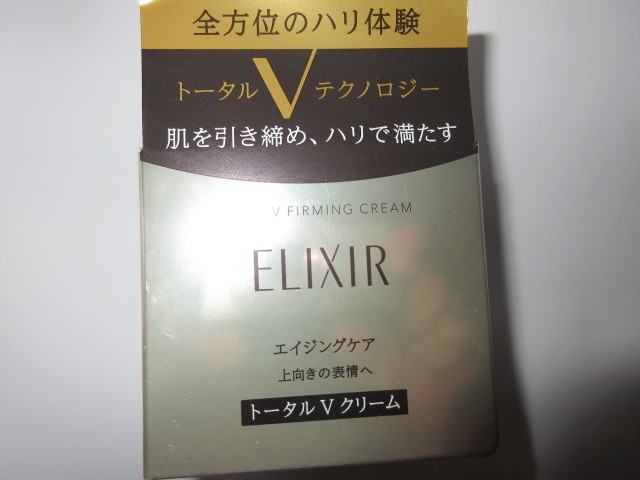 全方位のハリ体験
トータル V テクノロジー
肌を引き締め、ハリで満たす
V FIRMING CREAM
ELIXIR
エイジングケア
上向きの表情へ
トータル V クリーム